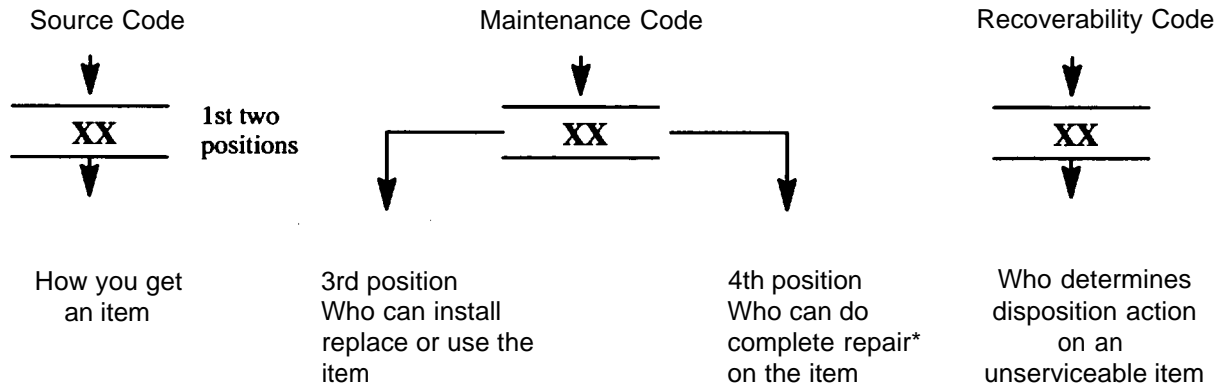 Source Code
Maintenance Code
Recoverability Code
XX
1st two
positions
XX
XX
How you get
an item
3rd position
Who can install
replace or use the
item
4th position
Who can do
complete repair*
on the item
Who determines
disposition action
on an
unserviceable item